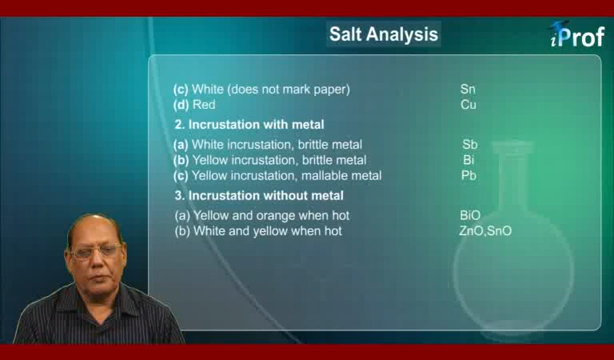 Salt Analysis
iProf
(c) White (does not mark paper) Sn
(d) Red Cu
2. Incrustation with metal
(a) White incrustation, brittle metal Sb
(b) Yellow incrustation, brittle metal Bi
(c) Yellow incrustation, mallable metal Pb
3. Incrustation without metal
(a) Yellow and orange when hot BiO
(b) White and yellow when hot ZnO,SnO